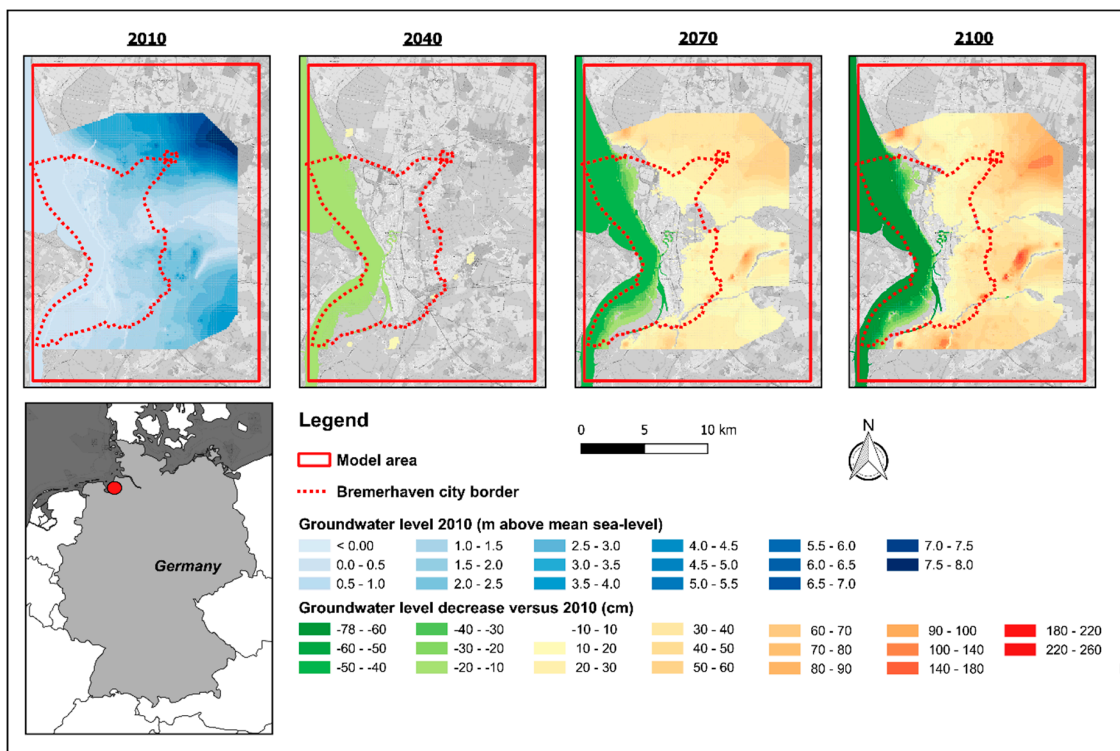 2010 2040 2070 2100
Legend
0 5 10 km
N
Model area
Bremerhaven city border
Germany
Groundwater level 2010 (m above mean sea-level)
< 0.00 1.0 - 1.5 2.5 - 3.0 4.0 - 4.5 5.5 - 6.0 7.0 - 7.5
0.0 - 0.5 1.5 - 2.0 3.0 - 3.5 4.5 - 5.0 6.0 - 6.5 7.5 - 8.0
0.5 - 1.0 2.0 - 2.5 3.5 - 4.0 5.0 - 5.5 6.5 - 7.0
Groundwater level decrease versus 2010 (cm)
-78 - -60 -40 - -30 -10 - 10 30 - 40 60 - 70 90 - 100 180 - 220
-60 - -50 -30 - -20 10 - 20 40 - 50 70 - 80 100 - 140 220 - 260
-50 - -40 -20 - -10 20 - 30 50 - 60 80 - 90 140 - 180